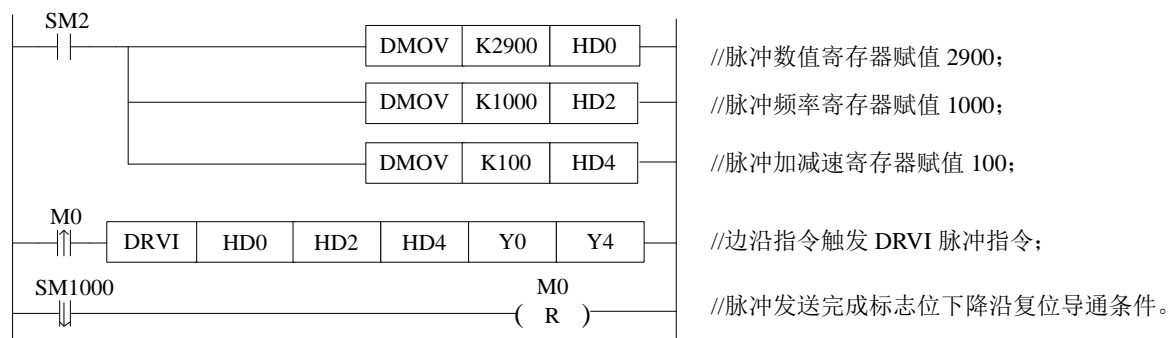 SM2
DMOV K2900 HD0 //脉冲数值寄存器赋值 2900；
DMOV K1000 HD2 //脉冲频率寄存器赋值 1000；
DMOV K100 HD4 //脉冲加减速寄存器赋值 100；
M0
DRVI HD0 HD2 HD4 Y0 Y4 //边沿指令触发 DRVI 脉冲指令；
SM1000 M0
( R ) //脉冲发送完成标志位下降沿复位导通条件。